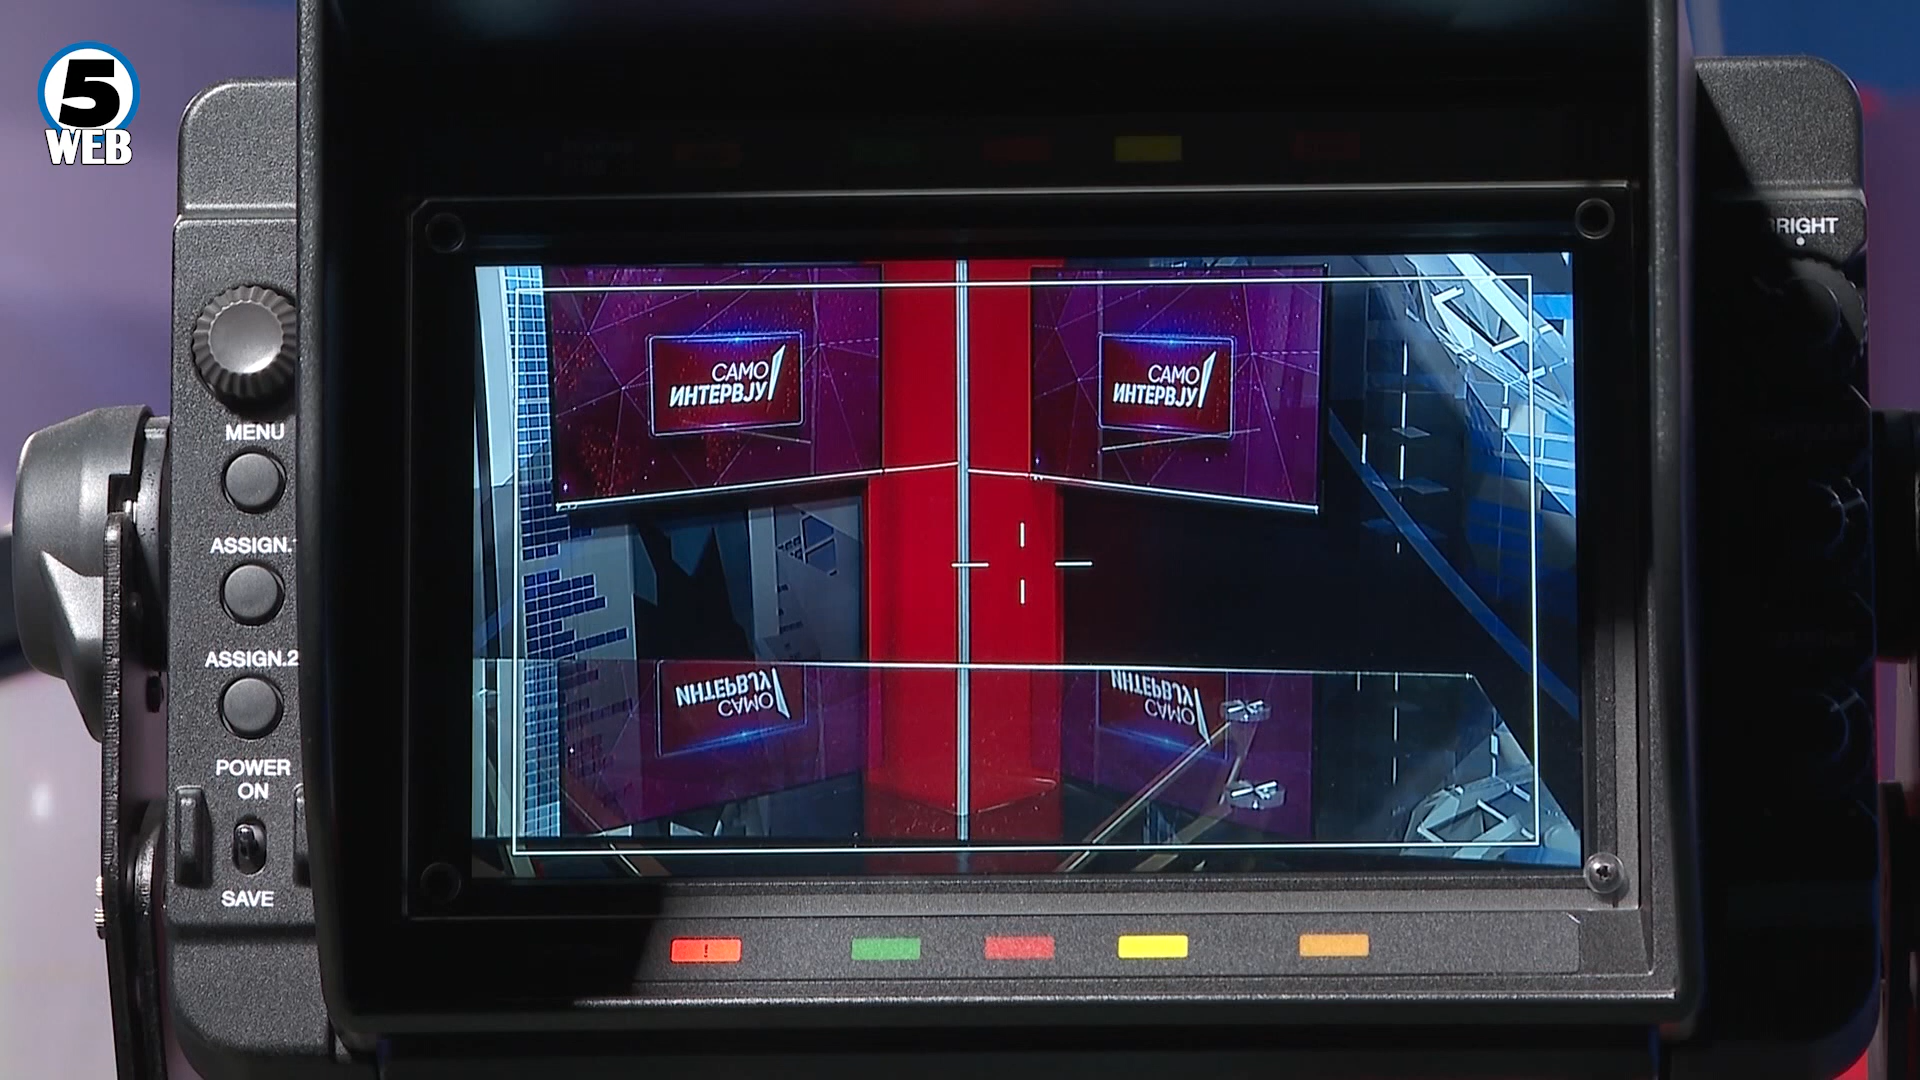 5
WEB
BRIGHT
САМО
ИНТЕРВЈУ
САМО
ИНТЕРВЈУ
MENU
ASSIGN.1
ASSIGN.2
ИНТЕРВЈУ
САМО
ИНТЕРВЈУ
САМО
POWER
ON
SAVE
!